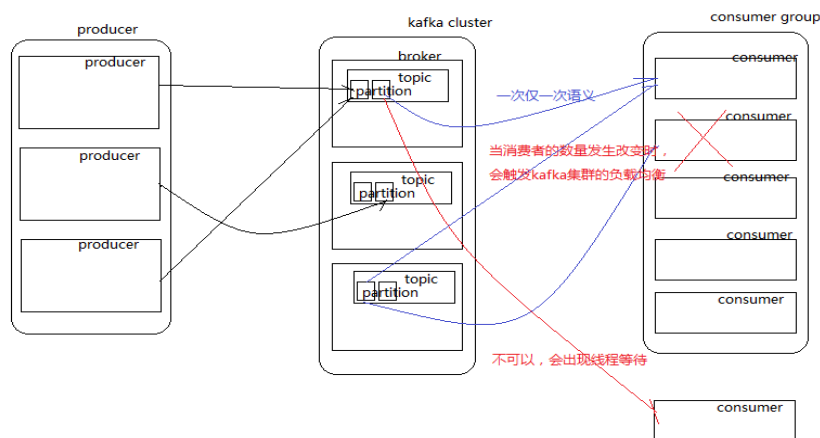 producer
kafka cluster
consumer group
producer
broker
consumer
topic
partition
一次仅一次语义
consumer
producer
当消费者的数量发生改变时，
会触发kafka集群的负载均衡
topic
partition
consumer
producer
consumer
topic
partition
consumer
不可以，会出现线程等待
consumer